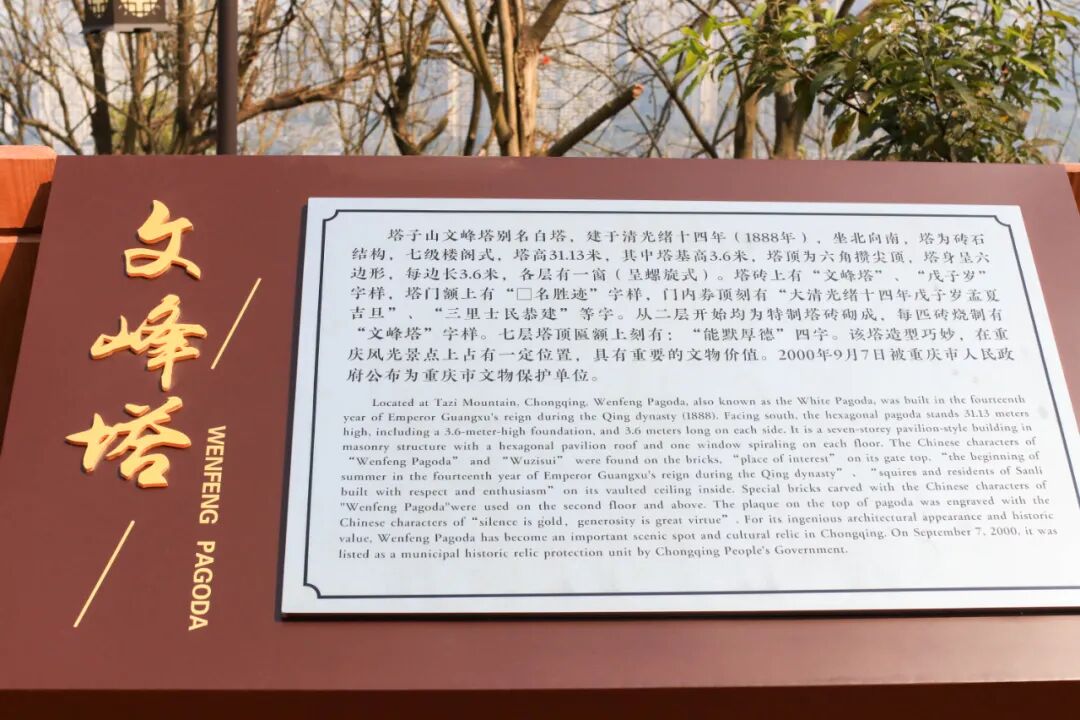 文峰塔
WENFENG PAGODA
塔子山文峰塔别名白塔，建于清光绪十四年（1888年），坐北向南，塔为砖石
结构，七级楼阁式，塔高31.13米，其中塔基高3.6米，塔顶为六角攒尖顶，塔身呈六
边形，每边长3.6米，各层有一窗（呈螺旋式）。塔砖上有“文峰塔”、“戊子岁”
字样，塔门额上有“□名胜迹”字样，门内券顶刻有“大清光绪十四年戊子岁孟夏
吉旦”、“三里士民恭建”等字。从二层开始均为特制塔砖砌成，每匹砖烧制有
“文峰塔”字样。七层塔顶匾额上刻有：“能默厚德”四字。该塔造型巧妙，在重
庆风光景点上占有一定位置，具有重要的文物价值。2000年9月7日被重庆市人民政
府公布为重庆市文物保护单位。
Located at Tazi Mountain, Chongqing, Wenfeng Pagoda, also known as the White Pagoda, was built in the fourteenth
year of Emperor Guangxu's reign during the Qing dynasty (1888). Facing south, the hexagonal pagoda stands 31.13 meters
high, including a 3.6-meter-high foundation, and 3.6 meters long on each side. It is a seven-storey pavilion-style building in
masonry structure with a hexagonal pavilion roof and one window spiraling on each floor. The Chinese characters of
“Wenfeng Pagoda” and “Wuzisui” were found on the bricks, “place of interest” on its gate top, “the beginning of
summer in the fourteenth year of Emperor Guangxu's reign during the Qing dynasty”, “squires and residents of Sanli
built with respect and enthusiasm” on its vaulted ceiling inside. Special bricks carved with the Chinese characters of
"Wenfeng Pagoda"were used on the second floor and above. The plaque on the top of pagoda was engraved with the
Chinese characters of “silence is gold, generosity is great virtue”. For its ingenious architectural appearance and historic
value, Wenfeng Pagoda has become an important scenic spot and cultural relic in Chongqing. On September 7, 2000, it was
listed as a municipal historic relic protection unit by Chongqing People's Government.